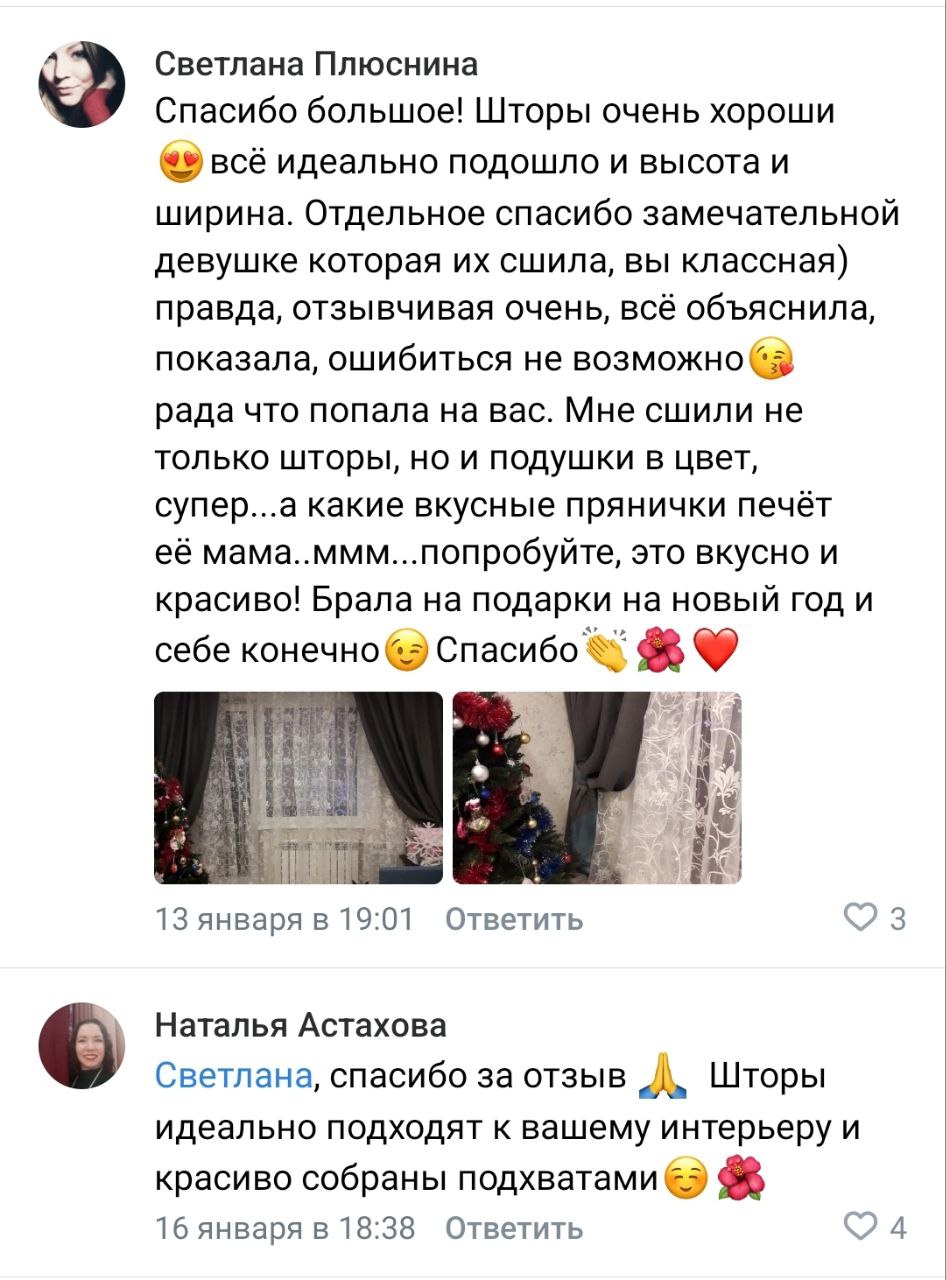 Светлана Плюснина
Спасибо большое! Шторы очень хороши
😍всё идеально подошло и высота и
ширина. Отдельное спасибо замечательной
девушке которая их сшила, вы классная)
правда, отзывчивая очень, всё объяснила,
показала, ошибиться не возможно😘
рада что попала на вас. Мне сшили не
только шторы, но и подушки в цвет,
супер...а какие вкусные прянички печёт
её мама..ммм...попробуйте, это вкусно и
красиво! Брала на подарки на новый год и
себе конечно😉Спасибо👏🌺❤️
13 января в 19:01 Ответить 3
Наталья Астахова
Светлана, спасибо за отзыв 🙏 Шторы
идеально подходят к вашему интерьеру и
красиво собраны подхватами☺️🌺
16 января в 18:38 Ответить 4